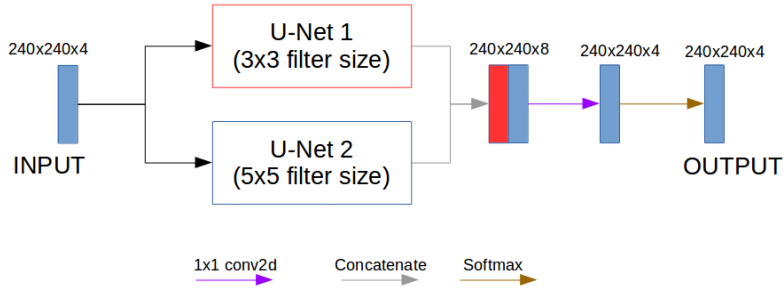 240x240x4
INPUT
U-Net 1
(3x3 filter size)
U-Net 2
(5x5 filter size)
240x240x8
240x240x4
240x240x4
OUTPUT
1x1 conv2d
Concatenate
Softmax